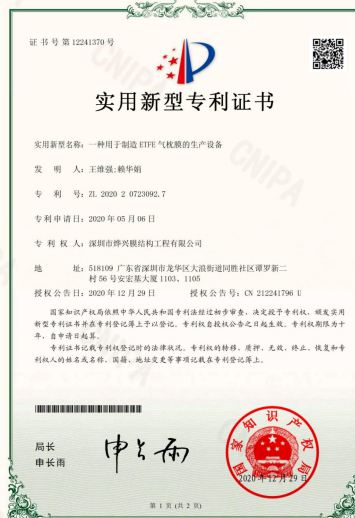 证书号第12241370号
实用新型专利证书
实用新型名称：一种用于制造ETFE气枕膜的生产设备
发 明 人：王维强;赖华娟
专 利 号：ZL 2020 2 0723092.7
专利申请日：2020年05月06日
专 利 权 人：深圳市烨兴膜结构工程有限公司
地 址：518109 广东省深圳市龙华区大浪街道同胜社区谭罗新二
村56号安宏基大厦1103、1105
授权公告日：2020年12月29日 授权公告号：CN 212241796 U
国家知识产权局依照中华人民共和国专利法经过初步审查，决定授予专利权，颁发实用
新型专利证书并在专利登记簿上予以登记。专利权自授权公告之日起生效。专利权期限为十
年，自申请日起算。
专利证书记载专利权登记时的法律状况。专利权的转移、质押、无效、终止、恢复和专
利权人的姓名或名称、国籍、地址变更等事项记载在专利登记簿上。
局长
申长雨
申长雨
国家知识产权局
2020年12月29日
第 1 页 (共 2 页)
CNIPA
CNIPA
CNIPA